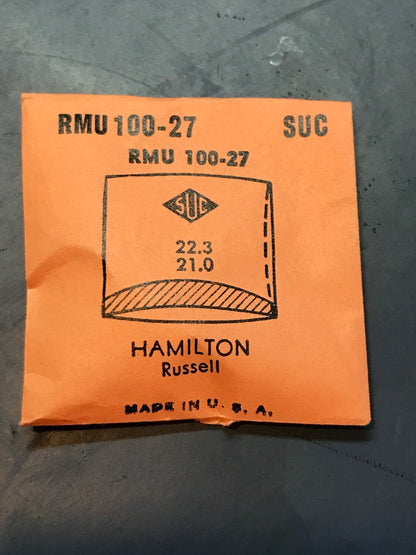 RMU 100-27 SUC
RMU 100-27
SUC
22.3
21.0
HAMILTON
Russell
MADE IN U. S. A.